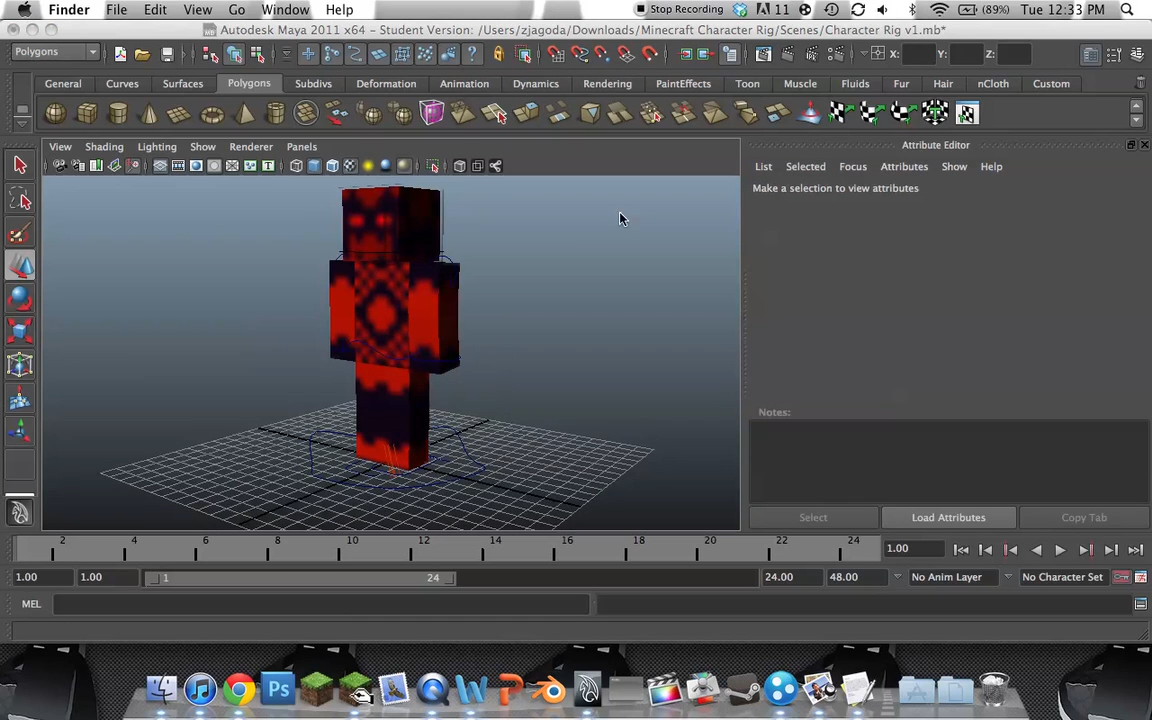 Finder File Edit View Go Window Help Stop Recording 11 (89%) Tue 12:33 PM
Autodesk Maya 2011 x64 - Student Version: /Users/zjagoda/Downloads/Minecraft Character Rig/Scenes/Character Rig v1.mb*
Polygons X: Y: Z:
General Curves Surfaces Polygons Subdivs Deformation Animation Dynamics Rendering PaintEffects Toon Muscle Fluids Fur Hair nCloth Custom
View Shading Lighting Show Renderer Panels
Attribute Editor
List Selected Focus Attributes Show Help
Make a selection to view attributes
Notes:
Select Load Attributes Copy Tab
2 4 6 8 10 12 14 16 18 20 22 24 1.00
1.00 1.00 1 24 24.00 48.00 No Anim Layer No Character Set
MEL